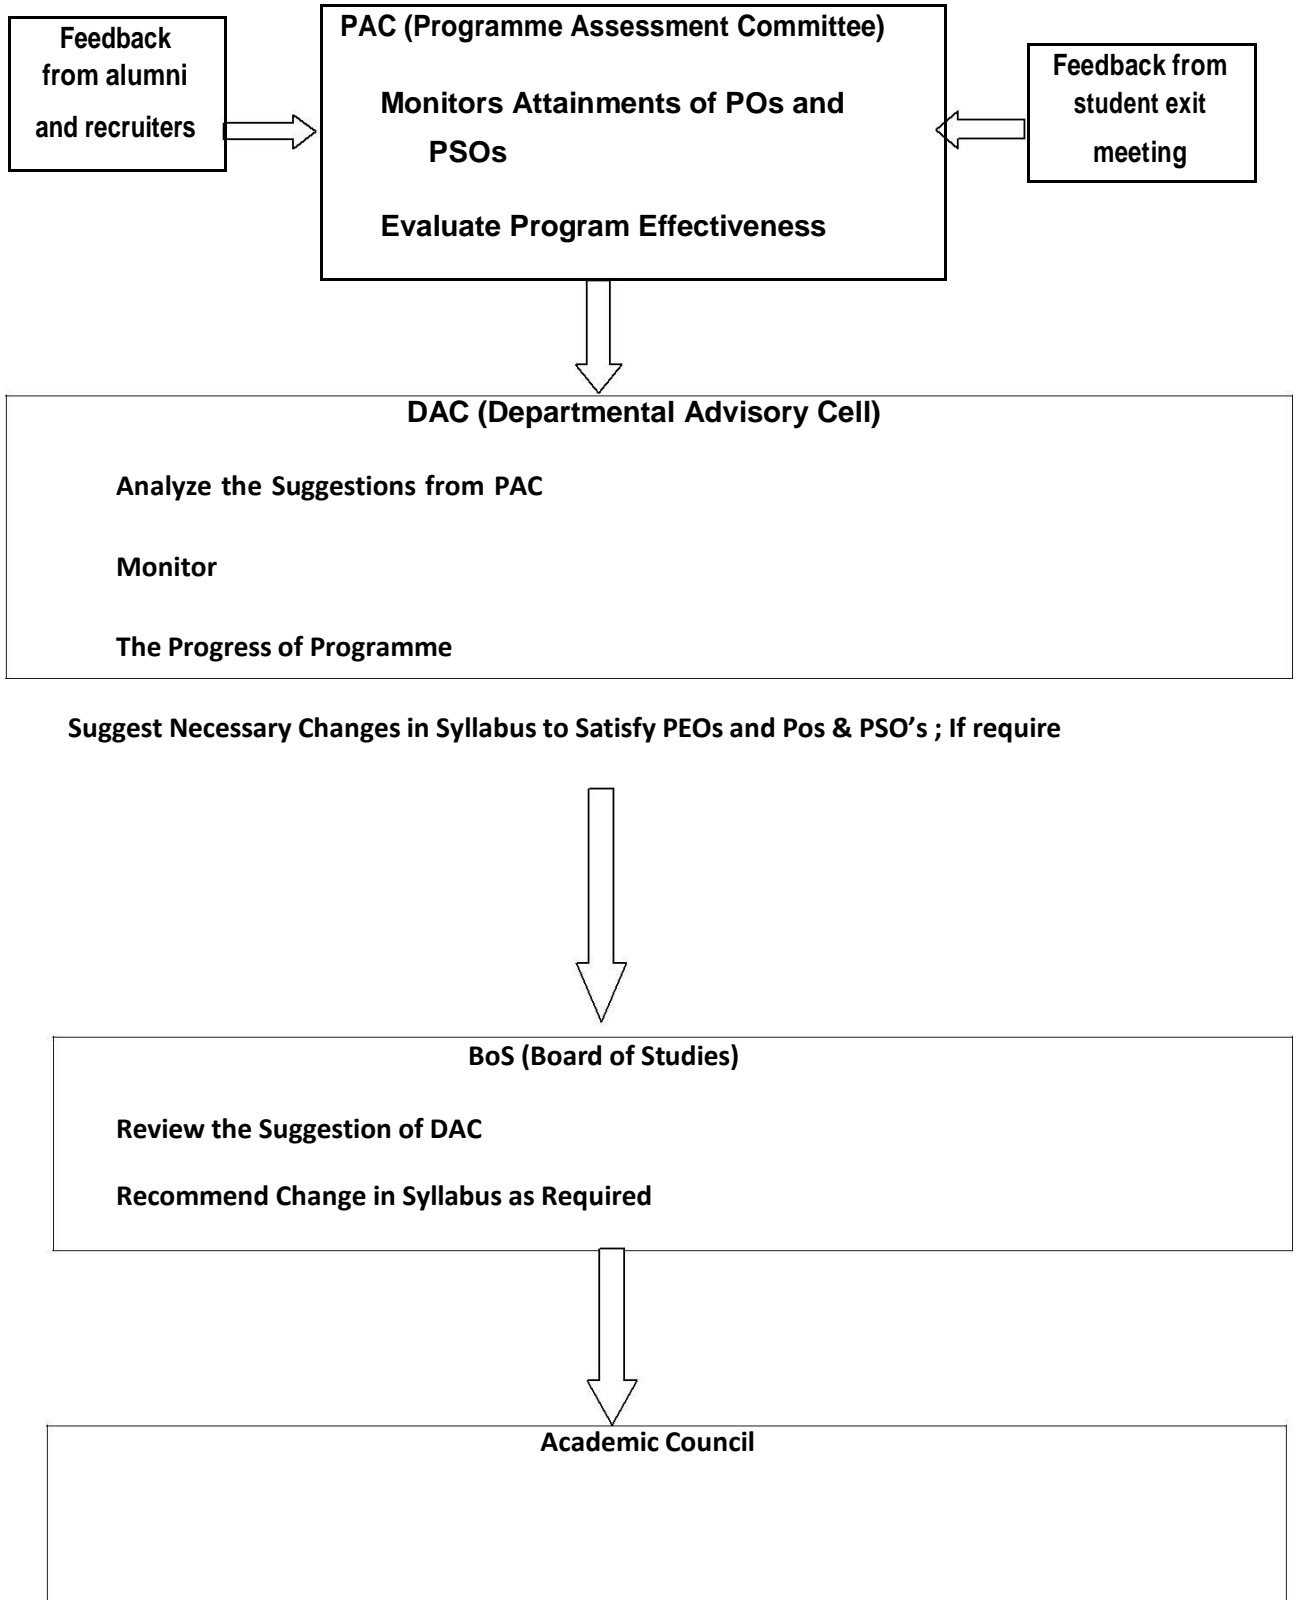 Feedback
from alumni
and recruiters
PAC (Programme Assessment Committee)
Monitors Attainments of POs and
PSOs
Evaluate Program Effectiveness
Feedback from
student exit
meeting
DAC (Departmental Advisory Cell)
Analyze the Suggestions from PAC
Monitor
The Progress of Programme
Suggest Necessary Changes in Syllabus to Satisfy PEOs and Pos & PSO’s ; If require
BoS (Board of Studies)
Review the Suggestion of DAC
Recommend Change in Syllabus as Required
Academic Council